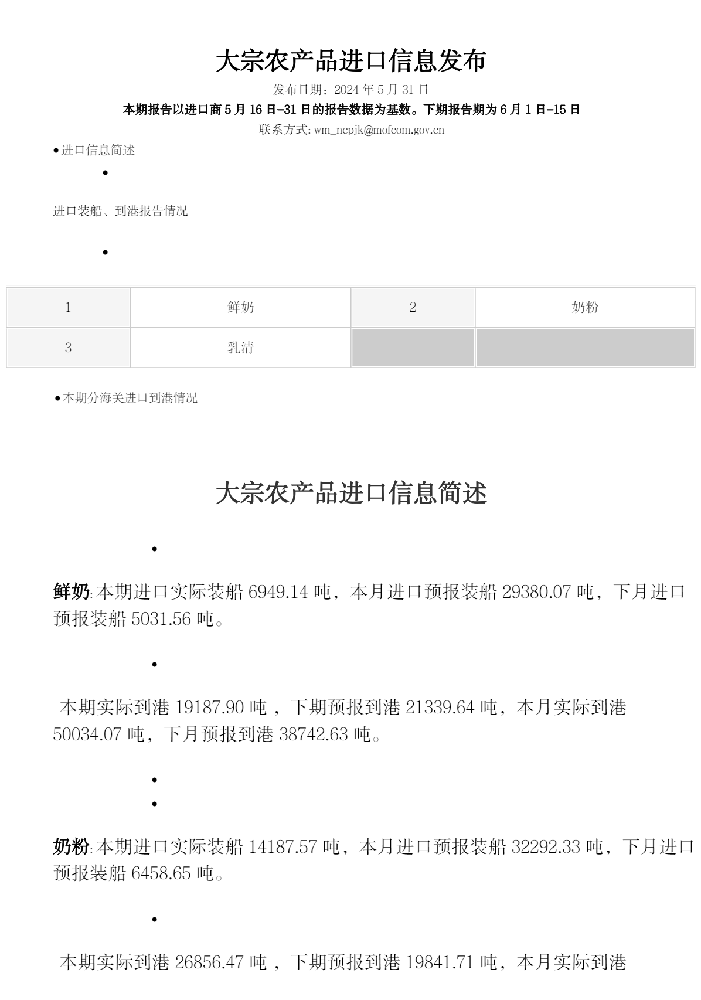 大宗农产品进口信息发布
发布日期：2024 年 5 月 31 日
本期报告以进口商 5 月 16 日-31 日的报告数据为基数。下期报告期为 6 月 1 日-15 日
联系方式: wm_ncpjk@mofcom.gov.cn
●进口信息简述
●
进口装船、到港报告情况
●
1 鲜奶 2 奶粉
3 乳清
●本期分海关进口到港情况
大宗农产品进口信息简述
●
鲜奶: 本期进口实际装船 6949.14 吨，本月进口预报装船 29380.07 吨，下月进口
预报装船 5031.56 吨。
●
本期实际到港 19187.90 吨 ，下期预报到港 21339.64 吨，本月实际到港
50034.07 吨，下月预报到港 38742.63 吨。
●
●
奶粉: 本期进口实际装船 14187.57 吨，本月进口预报装船 32292.33 吨，下月进口
预报装船 6458.65 吨。
●
本期实际到港 26856.47 吨 ，下期预报到港 19841.71 吨，本月实际到港